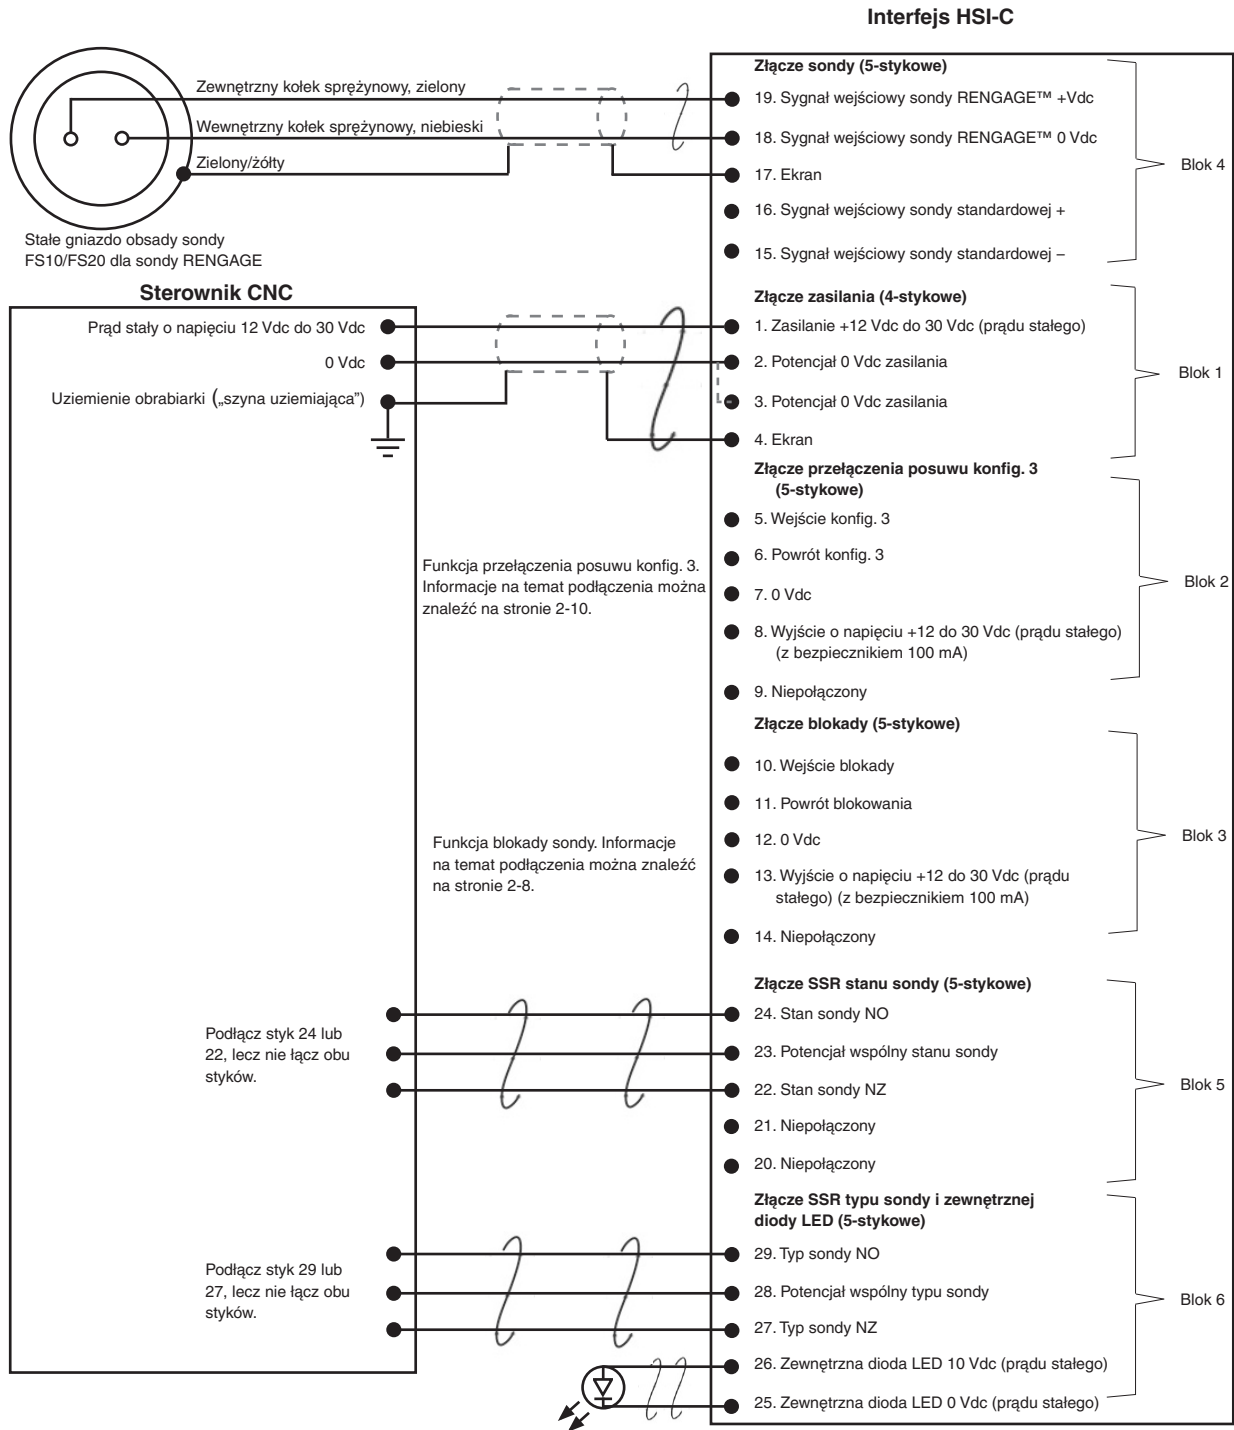 Interfejs HSI-C
Złącze sondy (5-stykowe)
Zewnętrzny kołek sprężynowy, zielony
19. Sygnał wejściowy sondy RENGAGE™ +Vdc
Wewnętrzny kołek sprężynowy, niebieski
18. Sygnał wejściowy sondy RENGAGE™ 0 Vdc
Zielony/żółty
17. Ekran
Blok 4
16. Sygnał wejściowy sondy standardowej +
15. Sygnał wejściowy sondy standardowej –
Stałe gniazdo obsady sondy
FS10/FS20 dla sondy RENGAGE
Sterownik CNC
Złącze zasilania (4-stykowe)
Prąd stały o napięciu 12 Vdc do 30 Vdc
1. Zasilanie +12 Vdc do 30 Vdc (prądu stałego)
0 Vdc
2. Potencjał 0 Vdc zasilania
Blok 1
Uziemienie obrabiarki („szyna uziemiająca”)
3. Potencjał 0 Vdc zasilania
4. Ekran
Złącze przełączenia posuwu konfig. 3
(5-stykowe)
5. Wejście konfig. 3
6. Powrót konfig. 3
Funkcja przełączenia posuwu konfig. 3.
Informacje na temat podłączenia można
znaleźć na stronie 2-10.
Blok 2
7. 0 Vdc
8. Wyjście o napięciu +12 do 30 Vdc (prądu stałego)
(z bezpiecznikiem 100 mA)
9. Niepołączony
Złącze blokady (5-stykowe)
10. Wejście blokady
11. Powrót blokowania
Funkcja blokady sondy. Informacje
na temat podłączenia można znaleźć
na stronie 2-8.
Blok 3
12. 0 Vdc
13. Wyjście o napięciu +12 do 30 Vdc (prądu
stałego) (z bezpiecznikiem 100 mA)
14. Niepołączony
Złącze SSR stanu sondy (5-stykowe)
24. Stan sondy NO
Podłącz styk 24 lub
22, lecz nie łącz obu
styków.
23. Potencjał wspólny stanu sondy
22. Stan sondy NZ
Blok 5
21. Niepołączony
20. Niepołączony
Złącze SSR typu sondy i zewnętrznej
diody LED (5-stykowe)
29. Typ sondy NO
Podłącz styk 29 lub
27, lecz nie łącz obu
styków.
28. Potencjał wspólny typu sondy
Blok 6
27. Typ sondy NZ
26. Zewnętrzna dioda LED 10 Vdc (prądu stałego)
25. Zewnętrzna dioda LED 0 Vdc (prądu stałego)